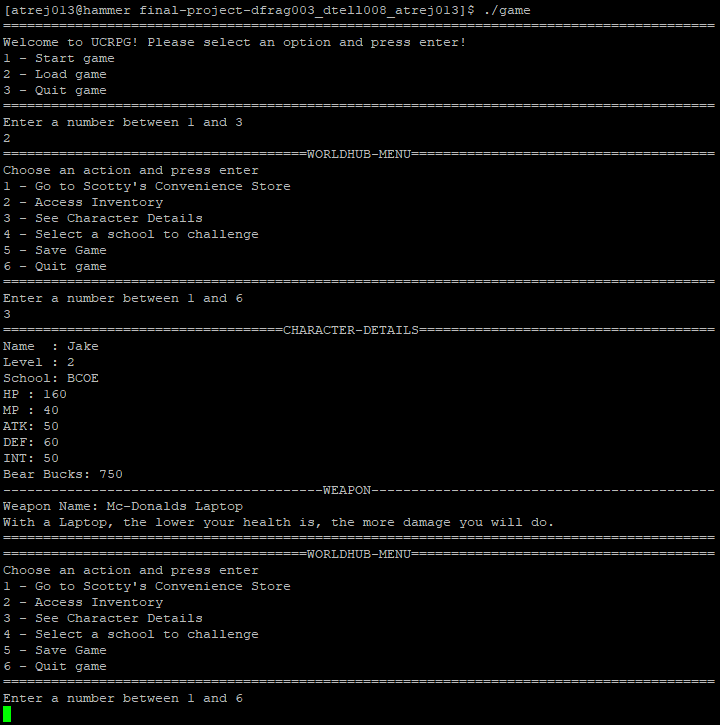 [atrej013@hammer final-project-dfrag003_dtell008_atrej013]$ ./game
=========================================================================================
Welcome to UCRPG! Please select an option and press enter!
1 - Start game
2 - Load game
3 - Quit game
=========================================================================================
Enter a number between 1 and 3
2
======================================WORLDHUB-MENU======================================
Choose an action and press enter
1 - Go to Scotty's Convenience Store
2 - Access Inventory
3 - See Character Details
4 - Select a school to challenge
5 - Save Game
6 - Quit game
=========================================================================================
Enter a number between 1 and 6
3
===================================CHARACTER-DETAILS=====================================
Name  : Jake
Level : 2
School: BCOE
HP : 160
MP : 40
ATK: 50
DEF: 60
INT: 50
Bear Bucks: 750
----------------------------------------WEAPON-------------------------------------------
Weapon Name: Mc-Donalds Laptop
With a Laptop, the lower your health is, the more damage you will do.
=========================================================================================
======================================WORLDHUB-MENU======================================
Choose an action and press enter
1 - Go to Scotty's Convenience Store
2 - Access Inventory
3 - See Character Details
4 - Select a school to challenge
5 - Save Game
6 - Quit game
=========================================================================================
Enter a number between 1 and 6